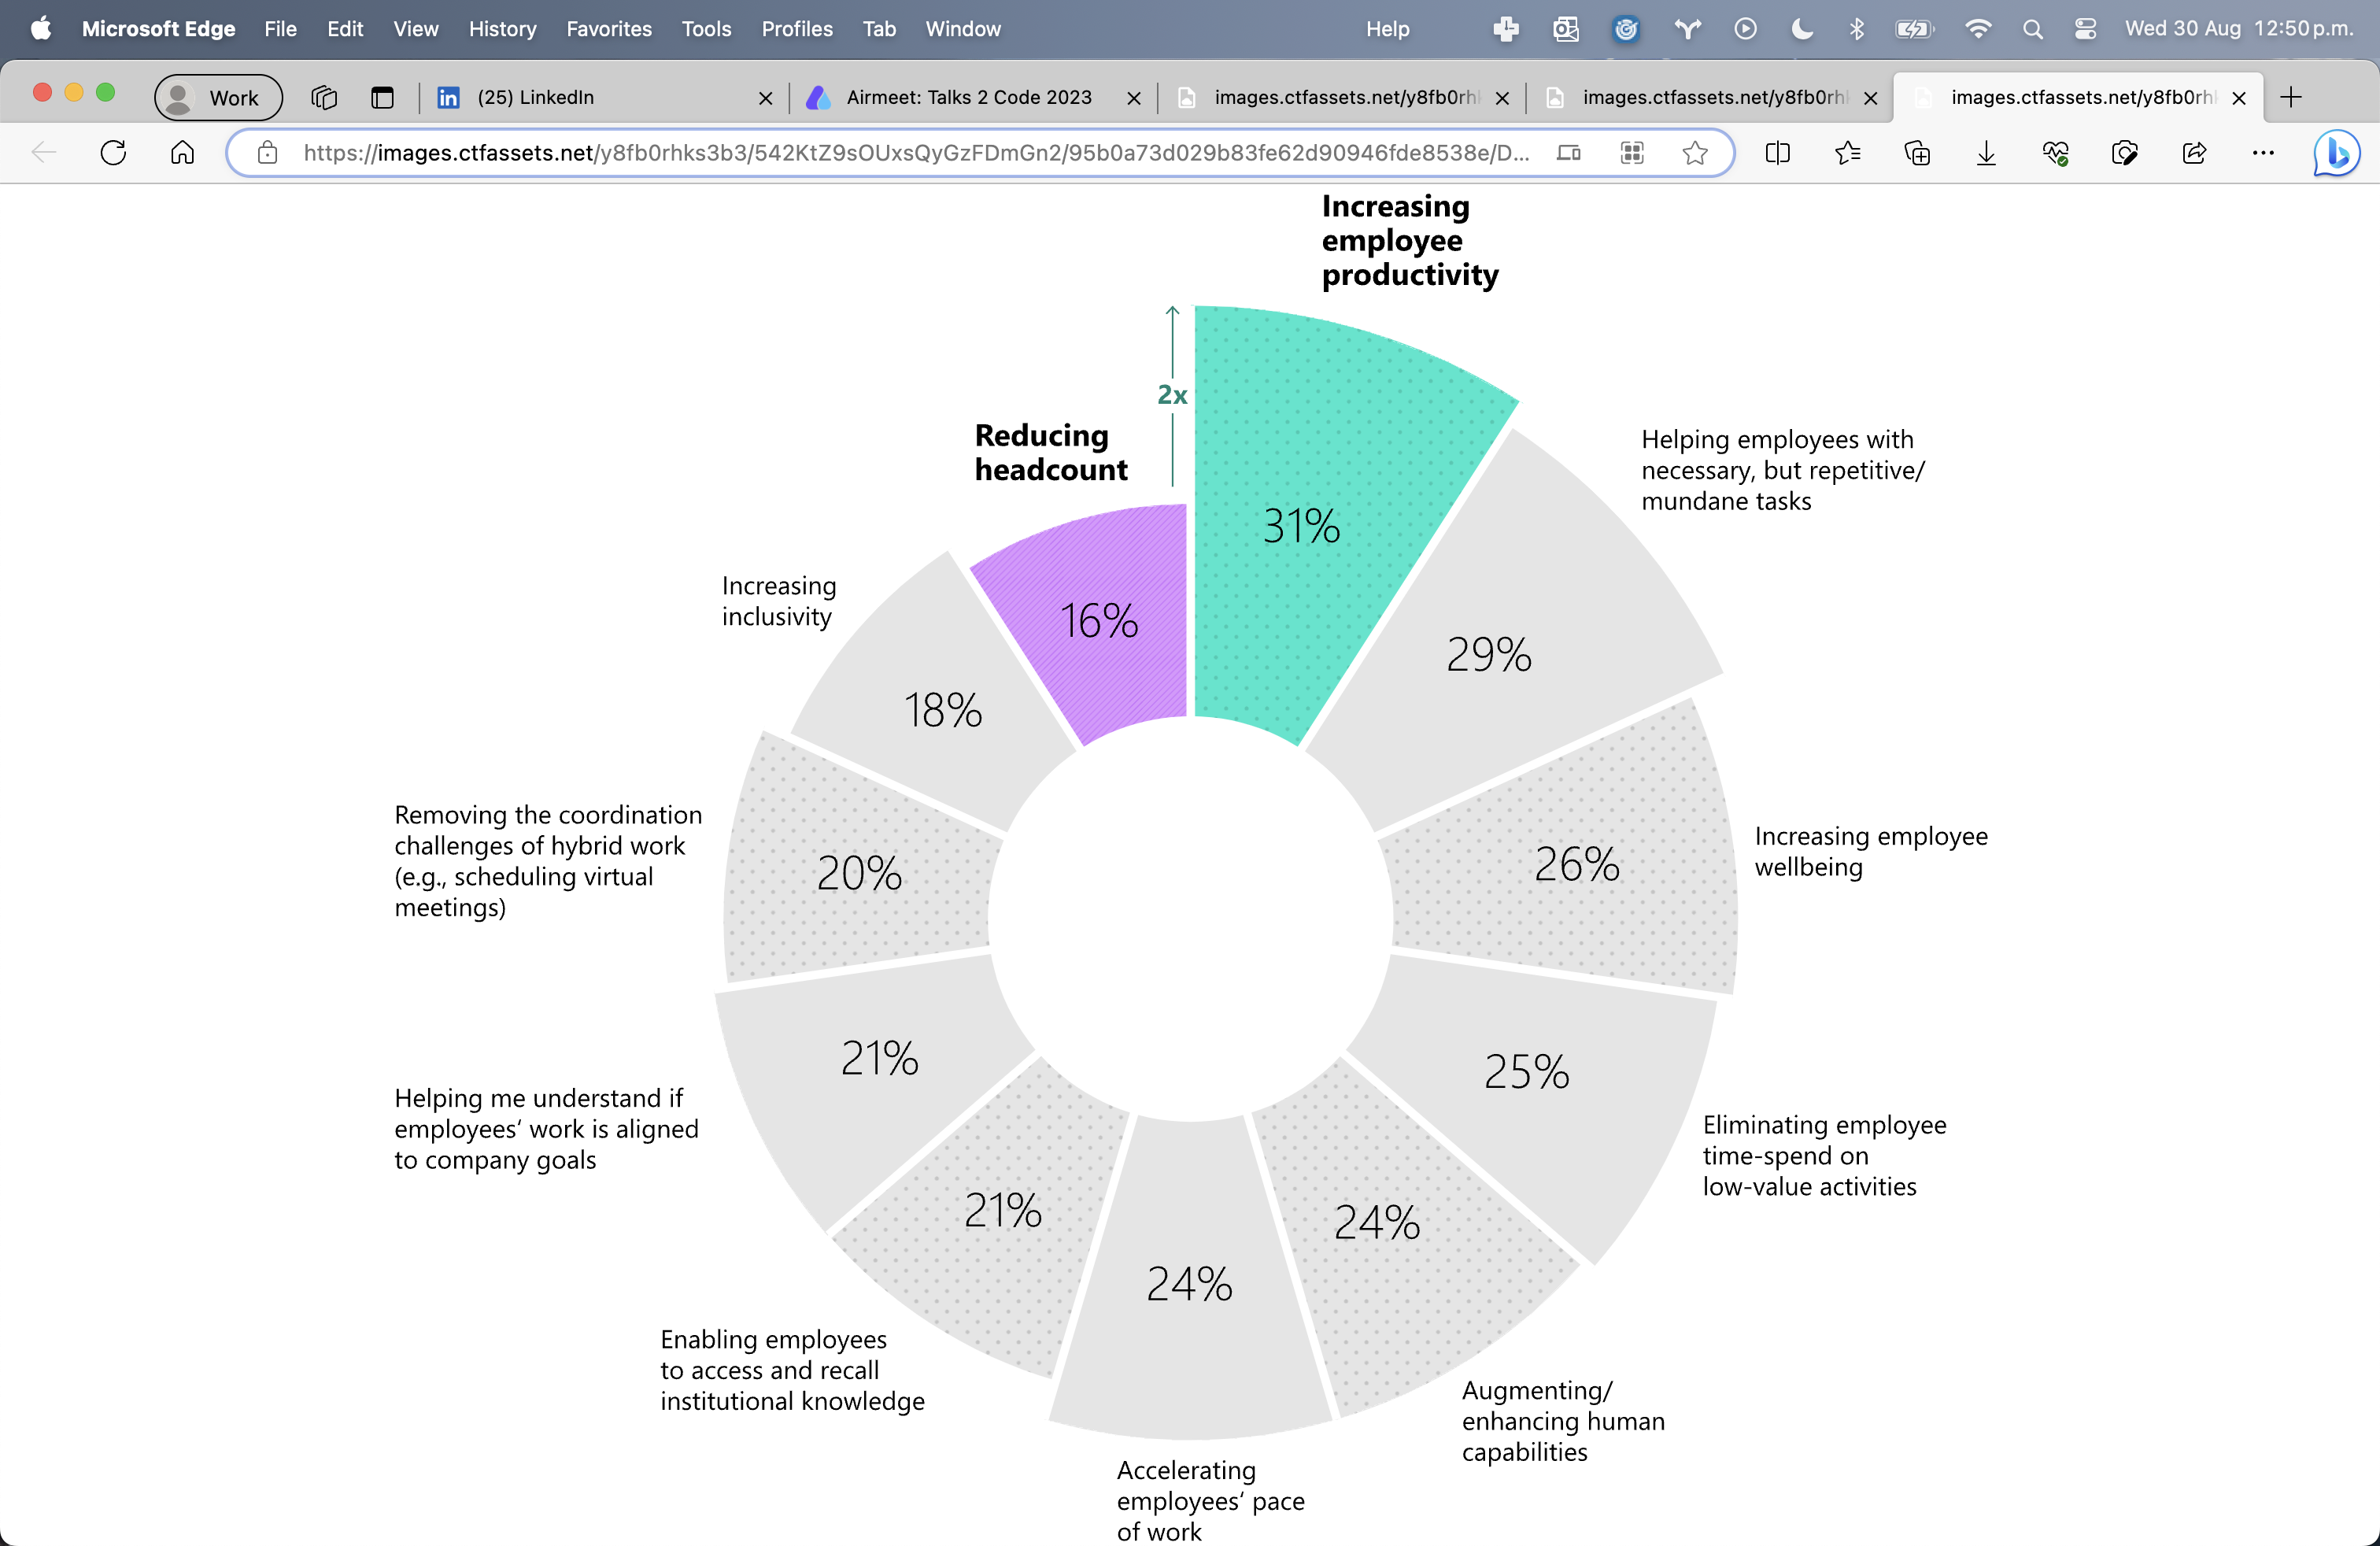 Microsoft Edge File Edit View History Favorites Tools Profiles Tab Window Help Wed 30 Aug 12:50 p.m.
Work (25) LinkedIn Airmeet: Talks 2 Code 2023 images.ctfassets.net/y8fb0rh images.ctfassets.net/y8fb0rh images.ctfassets.net/y8fb0rh
https://images.ctfassets.net/y8fb0rhks3b3/542KtZ9sOUxsQyGzFDmGn2/95b0a73d029b83fe62d90946fde8538e/D...
Increasing
employee
productivity
31%
2x
Helping employees with
necessary, but repetitive/
mundane tasks
29%
Increasing employee
wellbeing
26%
Eliminating employee
time-spend on
low-value activities
25%
Augmenting/
enhancing human
capabilities
24%
Accelerating
employees‘ pace
of work
24%
Enabling employees
to access and recall
institutional knowledge
21%
Helping me understand if
employees‘ work is aligned
to company goals
21%
Removing the coordination
challenges of hybrid work
(e.g., scheduling virtual
meetings)
20%
Increasing
inclusivity
18%
Reducing
headcount
16%